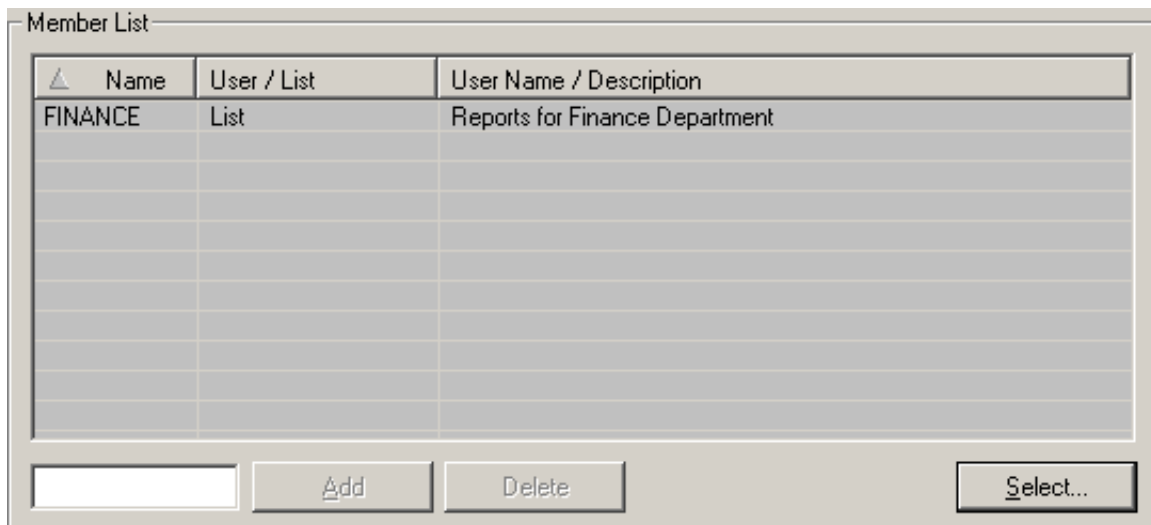 Member List
Name User / List User Name / Description
FINANCE List Reports for Finance Department
Add Delete Select...